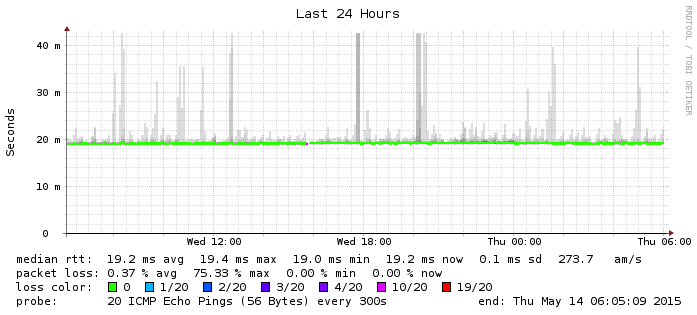 Last 24 Hours
RRDTOOL / TOBI OETIKER
Seconds
40 m
30 m
20 m
10 m
0
Wed 12:00 Wed 18:00 Thu 00:00 Thu 06:00
median rtt: 19.2 ms avg 19.4 ms max 19.0 ms min 19.2 ms now 0.1 ms sd 273.7 am/s
packet loss: 0.37 % avg 75.33 % max 0.00 % min 0.00 % now
loss color: 0 1/20 2/20 3/20 4/20 10/20 19/20
probe: 20 ICMP Echo Pings (56 Bytes) every 300s end: Thu May 14 06:05:09 2015